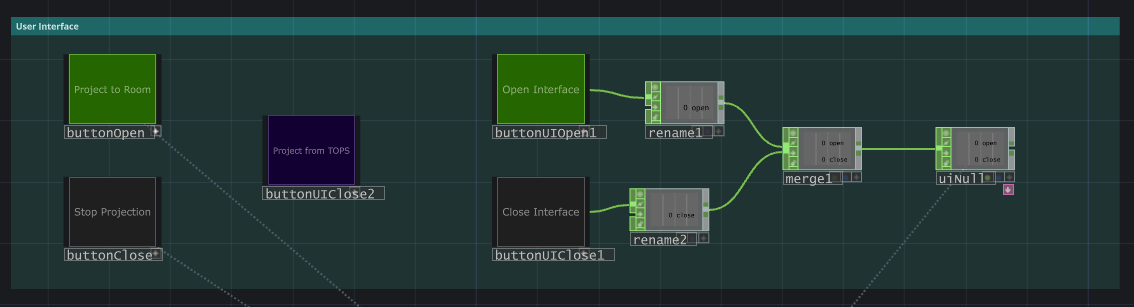 User Interface
Project to Room
buttonOpen
Project from TOPS
buttonUIClose2
Stop Projection
buttonClose
Open Interface
buttonUIOpen1
0 open
rename1
Close Interface
buttonUIClose1
0 close
rename2
0 open
0 close
merge1
0 open
0 close
uiNull